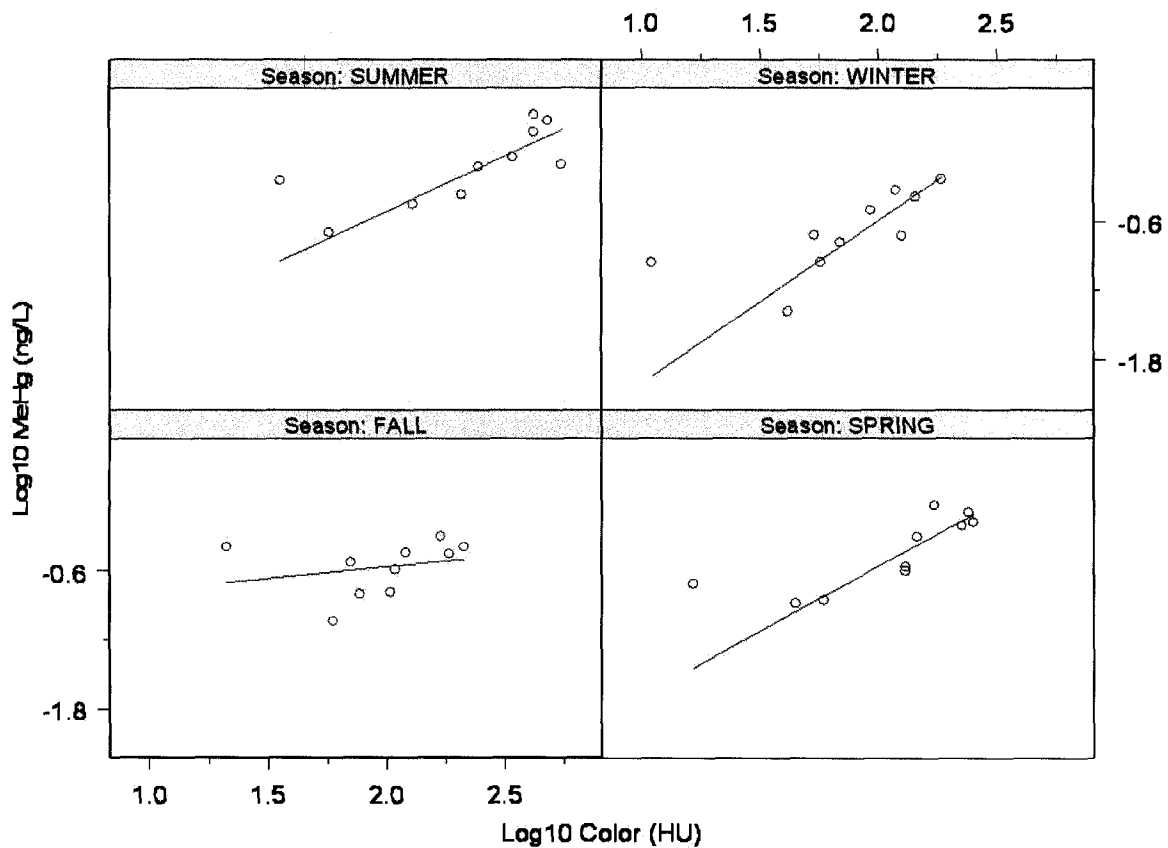 1.0 1.5 2.0 2.5
Season: SUMMER
Season: WINTER
-0.6
-1.8
Season: FALL
Season: SPRING
-0.6
-1.8
1.0 1.5 2.0 2.5
Log10 MeHg (ng/L)
Log10 Color (HU)